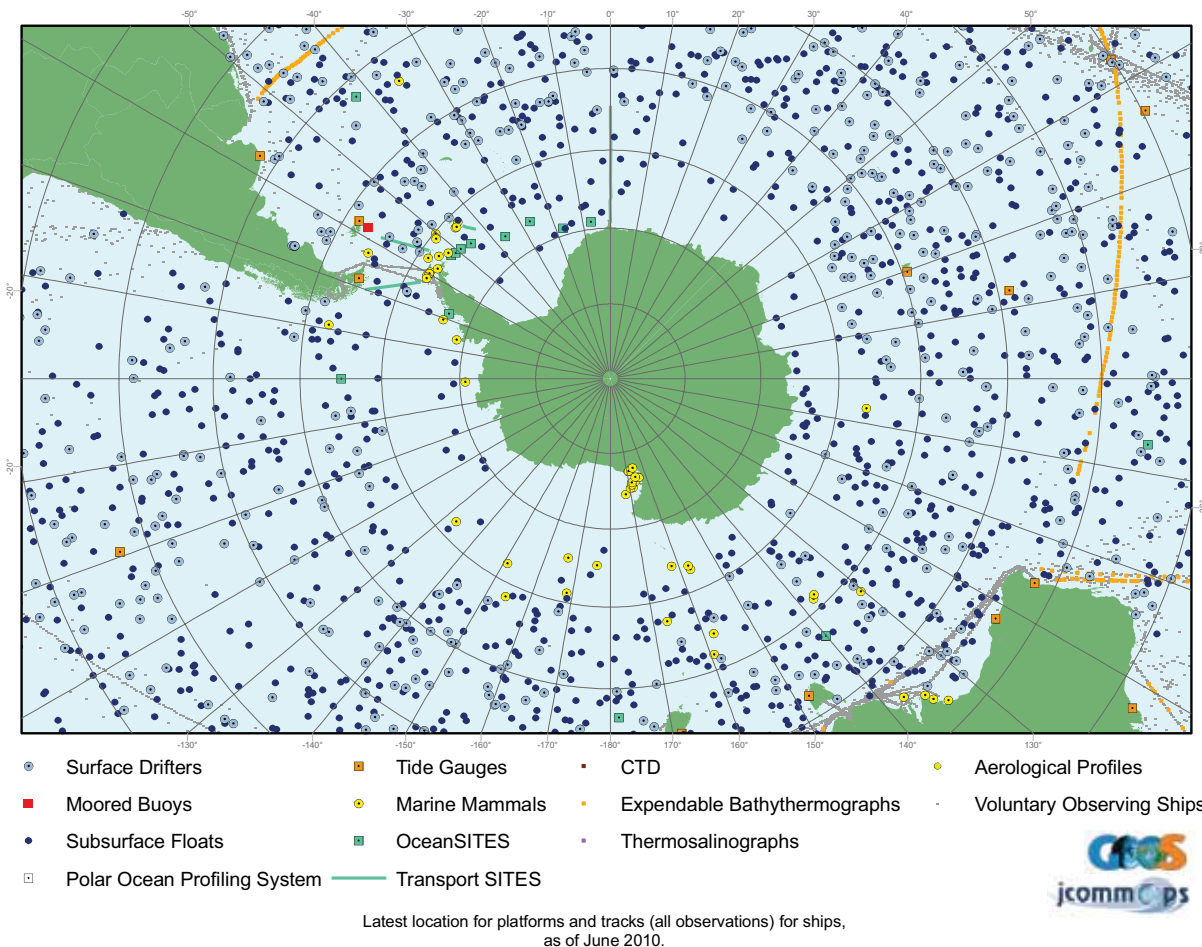 -50° -40° -30° -20° -10° 0° 10° 20° 30° 40° 50°
-20°
-20°
-130° -140° -150° -160° -170° -180° 170° 160° 150° 140° 130°
Surface Drifters Tide Gauges CTD Aerological Profiles
Moored Buoys Marine Mammals Expendable Bathythermographs Voluntary Observing Ships
Subsurface Floats OceanSITES Thermosalinographs
Polar Ocean Profiling System Transport SITES
GOOS
jcommops
Latest location for platforms and tracks (all observations) for ships,
as of June 2010.